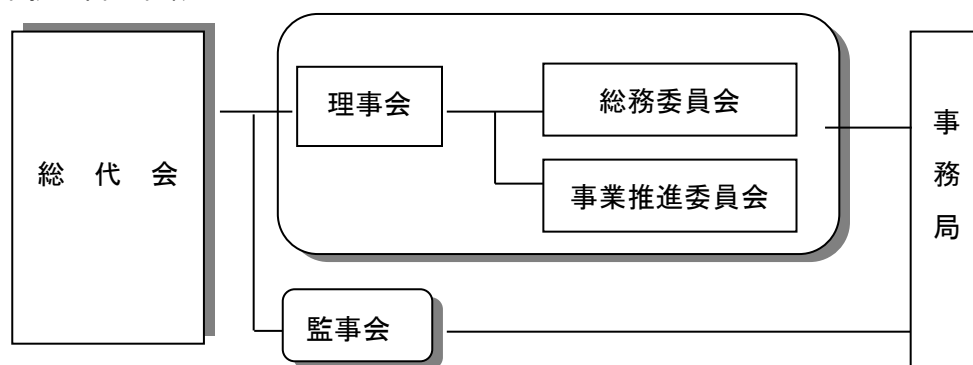 総 代 会
理事会
総務委員会
事業推進委員会
監事会
事務局